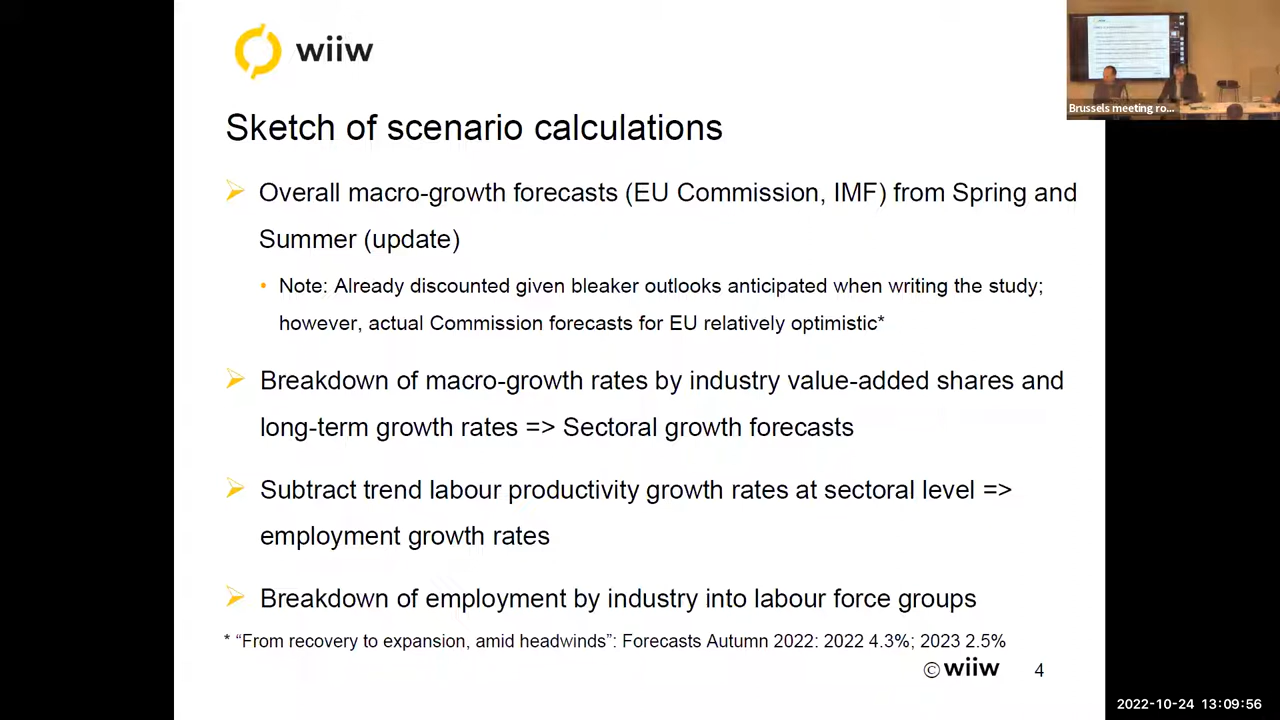 wiiw
Sketch of scenario calculations
Overall macro-growth forecasts (EU Commission, IMF) from Spring and
Summer (update)
Note: Already discounted given bleaker outlooks anticipated when writing the study;
however, actual Commission forecasts for EU relatively optimistic*
Breakdown of macro-growth rates by industry value-added shares and
long-term growth rates => Sectoral growth forecasts
Subtract trend labour productivity growth rates at sectoral level =>
employment growth rates
Breakdown of employment by industry into labour force groups
* “From recovery to expansion, amid headwinds”: Forecasts Autumn 2022: 2022 4.3%; 2023 2.5%
© wiiw
4
Brussels meeting ro...
2022-10-24 13:09:56